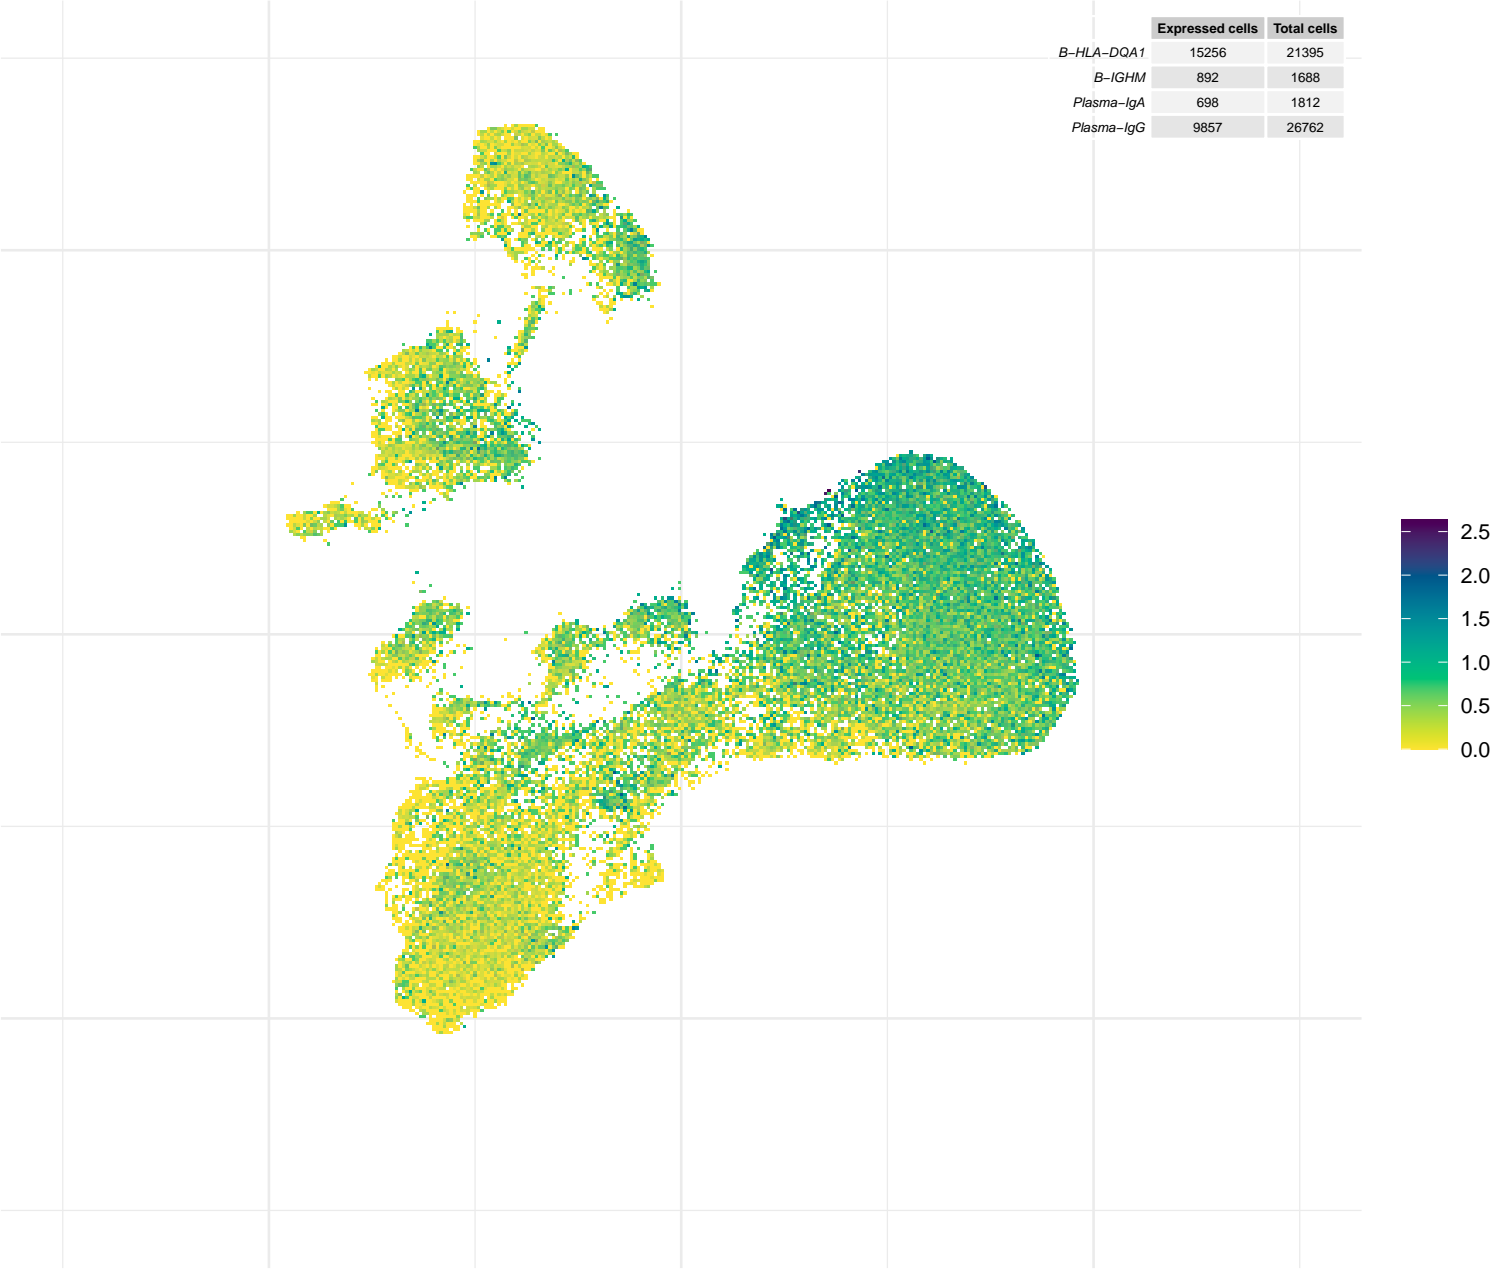 Expressed cells Total cells
B−HLA−DQA1 15256 21395
B−IGHM 892 1688
Plasma−IgA 698 1812
Plasma−IgG 9857 26762
2.5
2.0
1.5
1.0
0.5
0.0